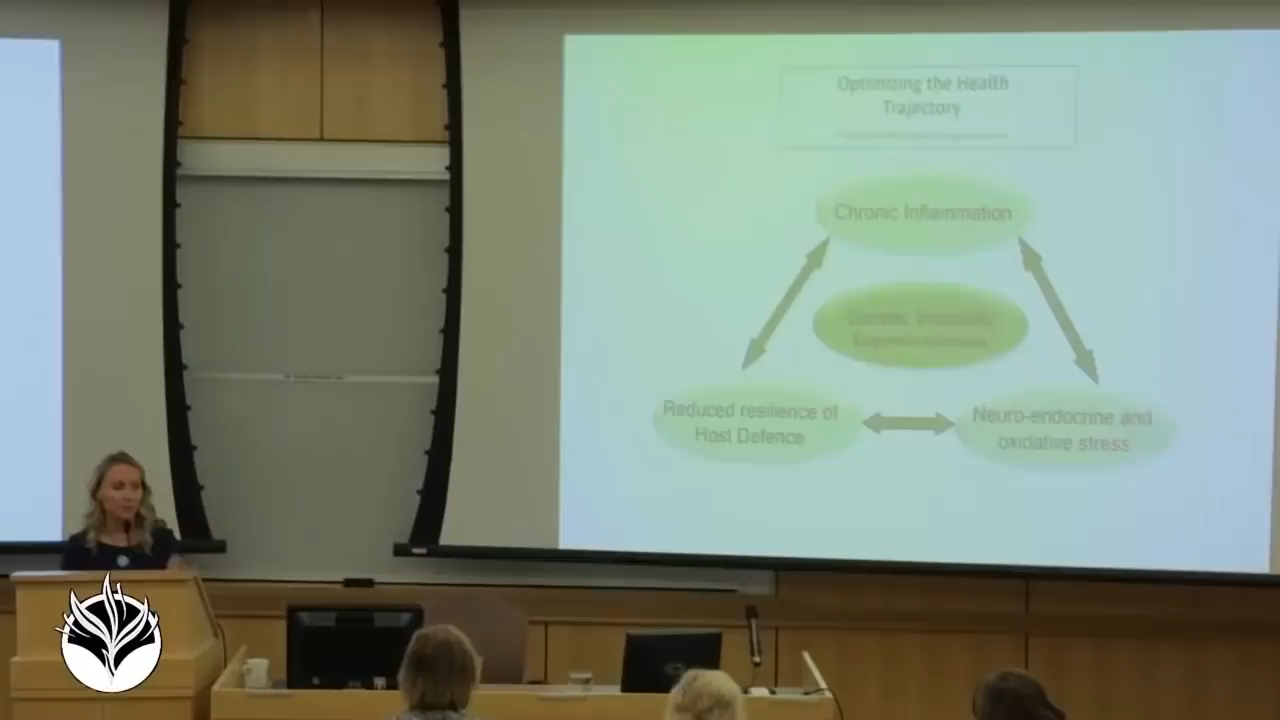 Optimizing the Health
Trajectory
Chronic Inflammation
Reduced resilience of
Host Defence
Neuro-endocrine and
oxidative stress